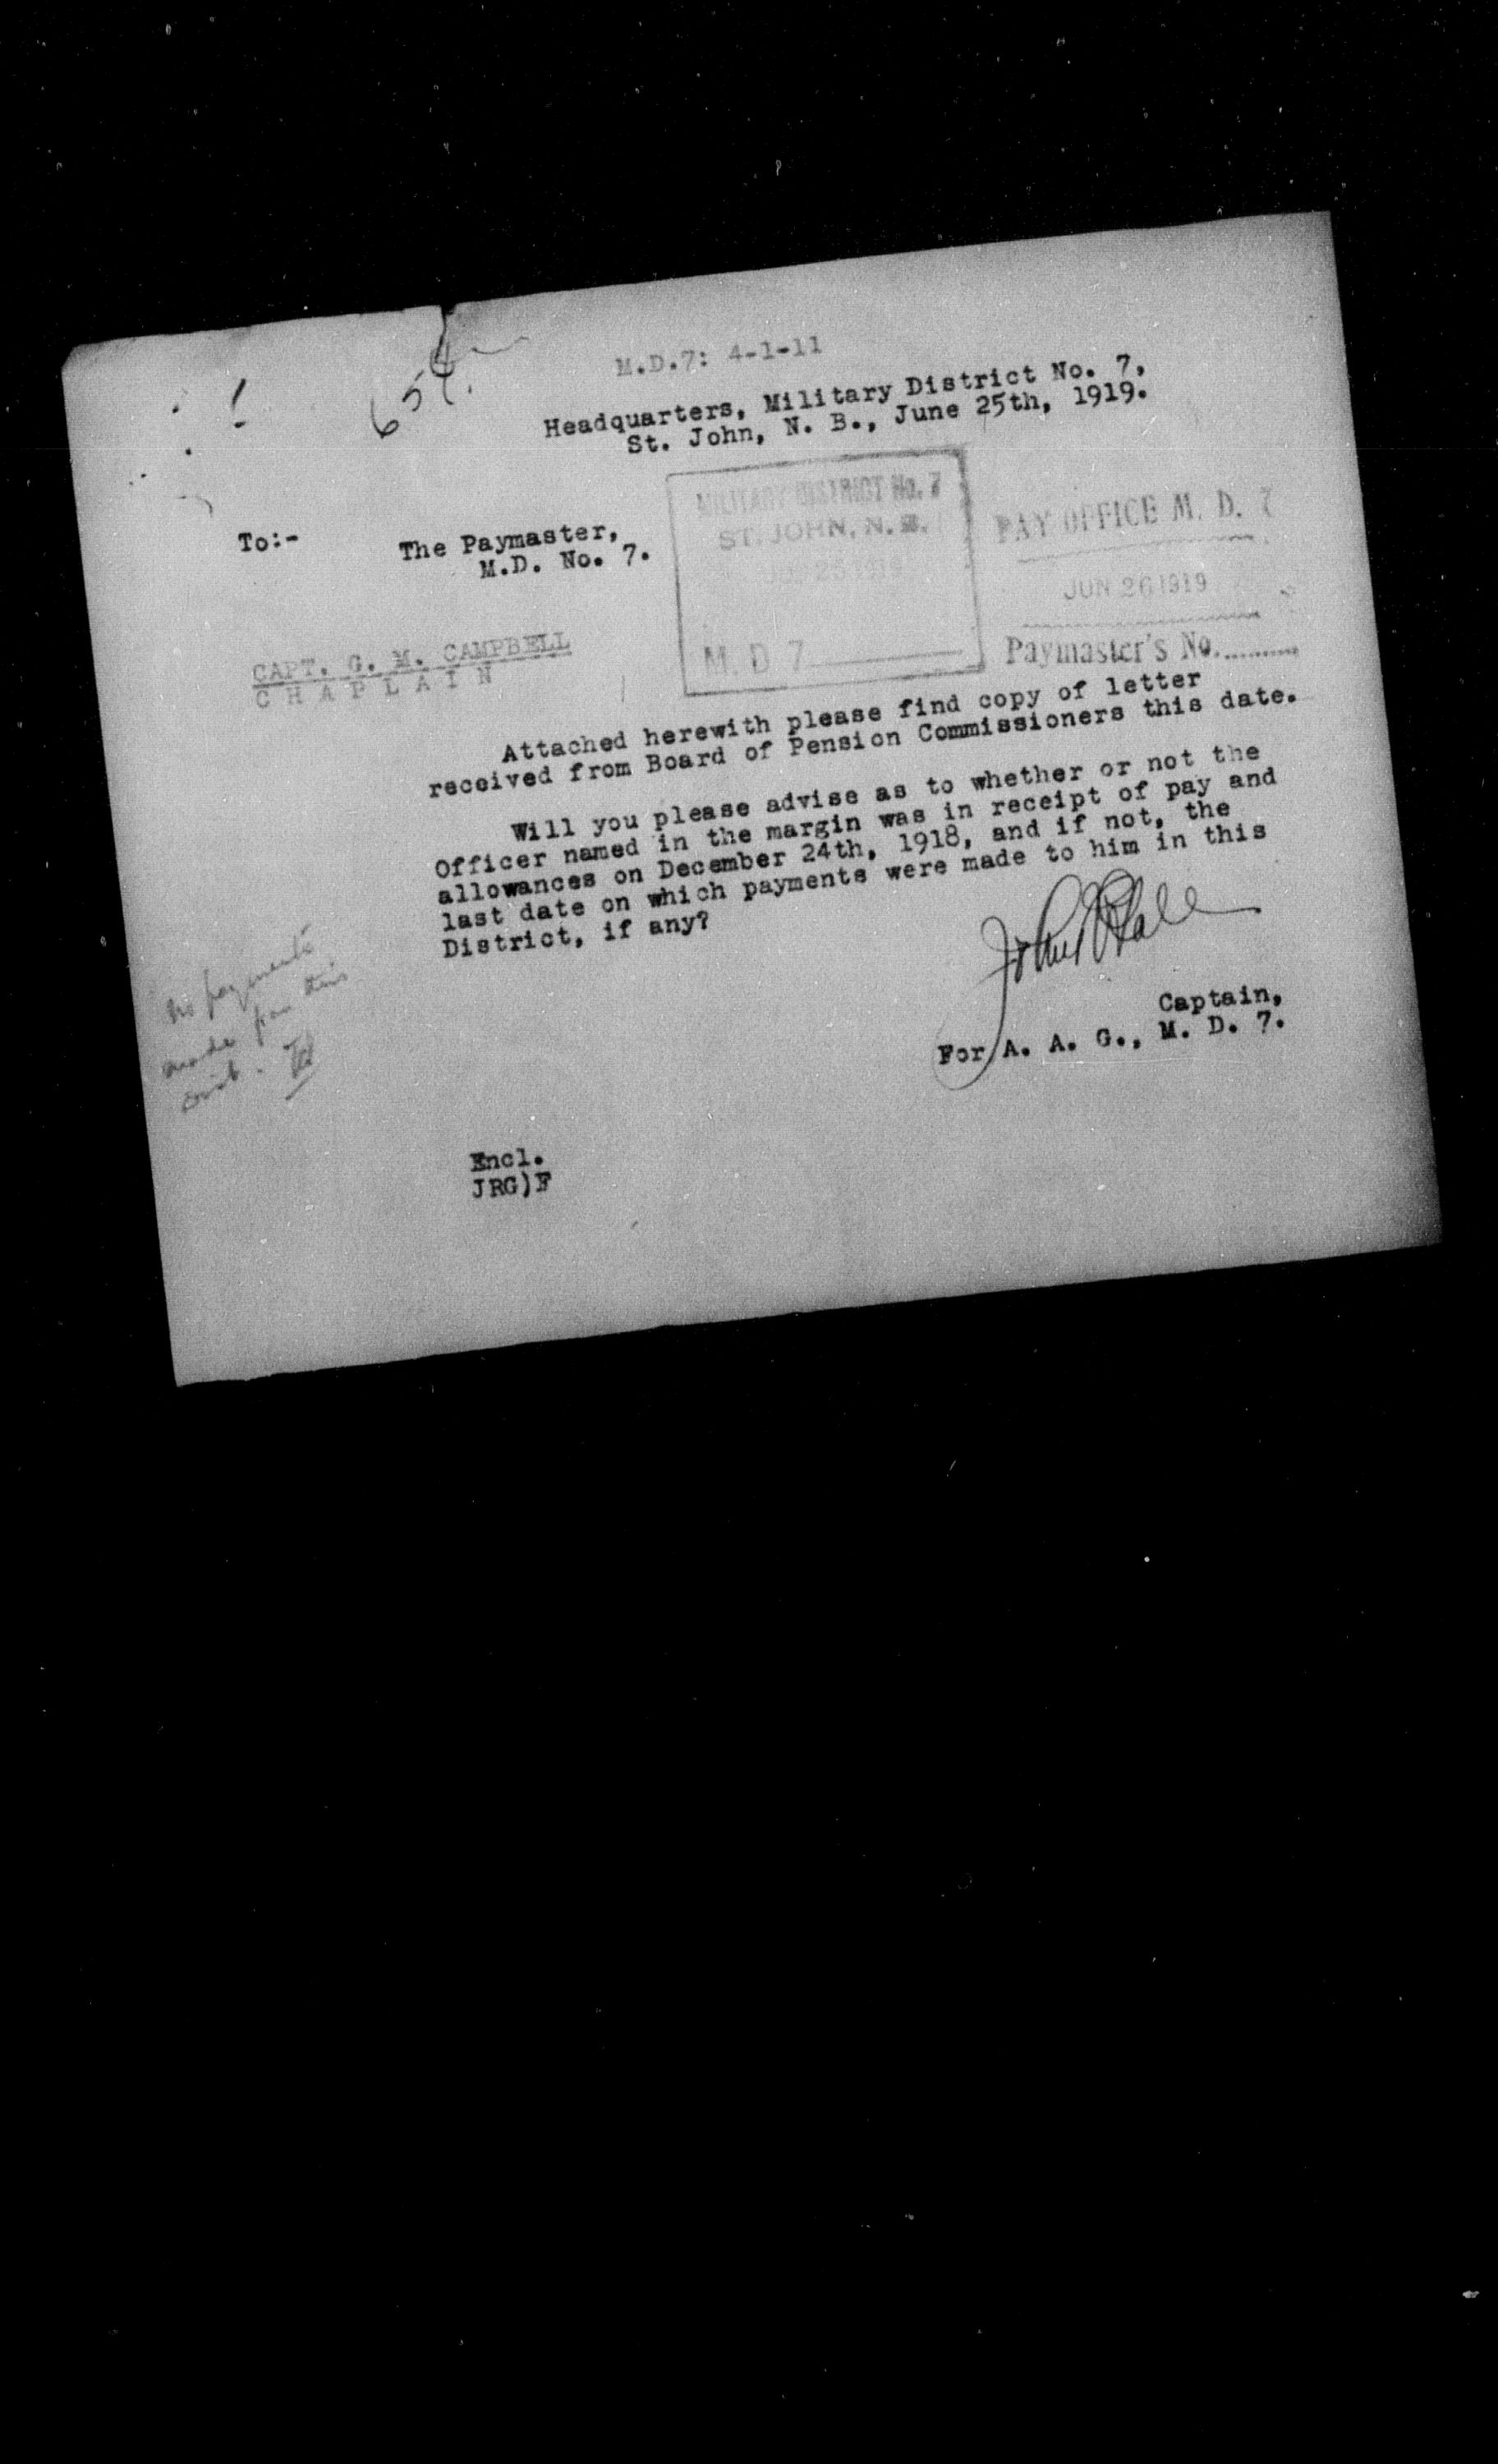 M.D.7: 4-1-11
Headquarters, Military District No. 7,
St. John, N. B., June 25th, 1919.
MILITARY DISTRICT No. 7
ST. JOHN, N. B.
25 1919
M. D 7
PAY OFFICE M. D. 7
JUN 26 1919
Paymaster's No. ..........
To:-
The Paymaster,
M.D. No. 7.
CAPT. G. M. CAMPBELL
C H A P L A I N
Attached herewith please find copy of letter
received from Board of Pension Commissioners this date.
Will you please advise as to whether or not the
Officer named in the margin was in receipt of pay and
allowances on December 24th, 1918, and if not, the
last date on which payments were made to him in this
District, if any?
No payments
made from this
Captain,
For A. A. G., M. D. 7.
Encl.
JRG)F